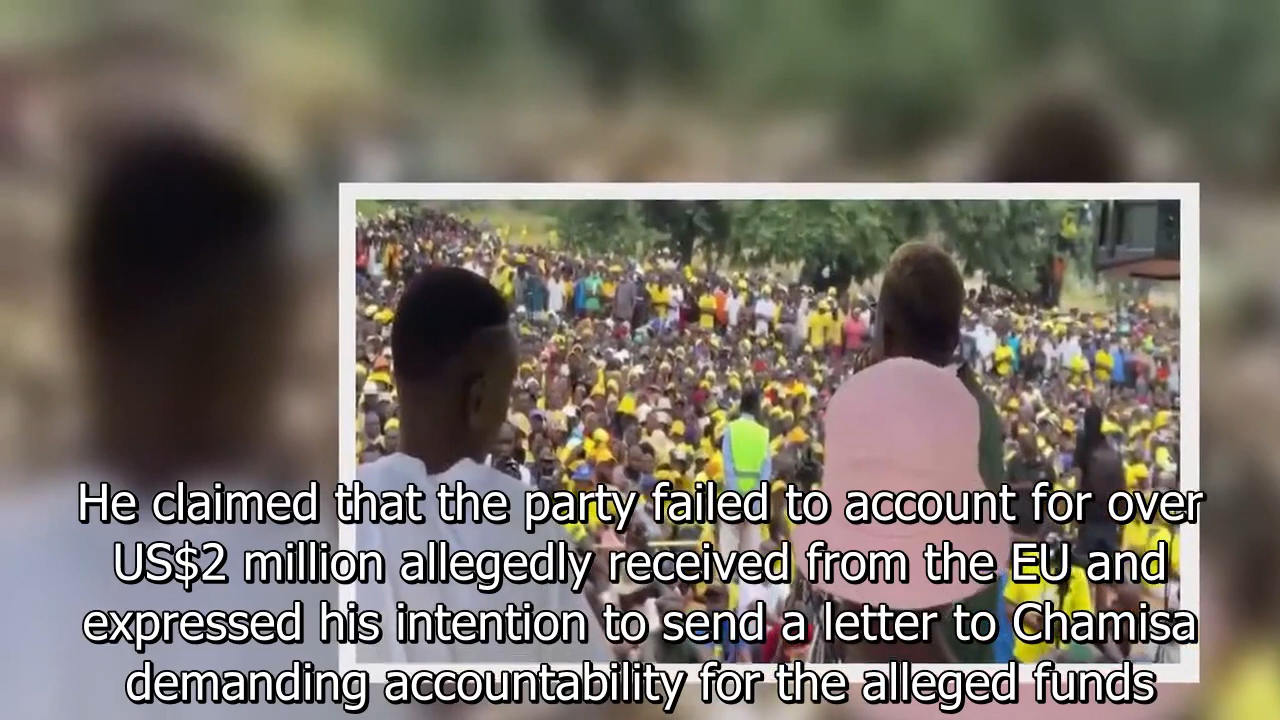 He claimed that the party failed to account for over
US$2 million allegedly received from the EU and
expressed his intention to send a letter to Chamisa
demanding accountability for the alleged funds